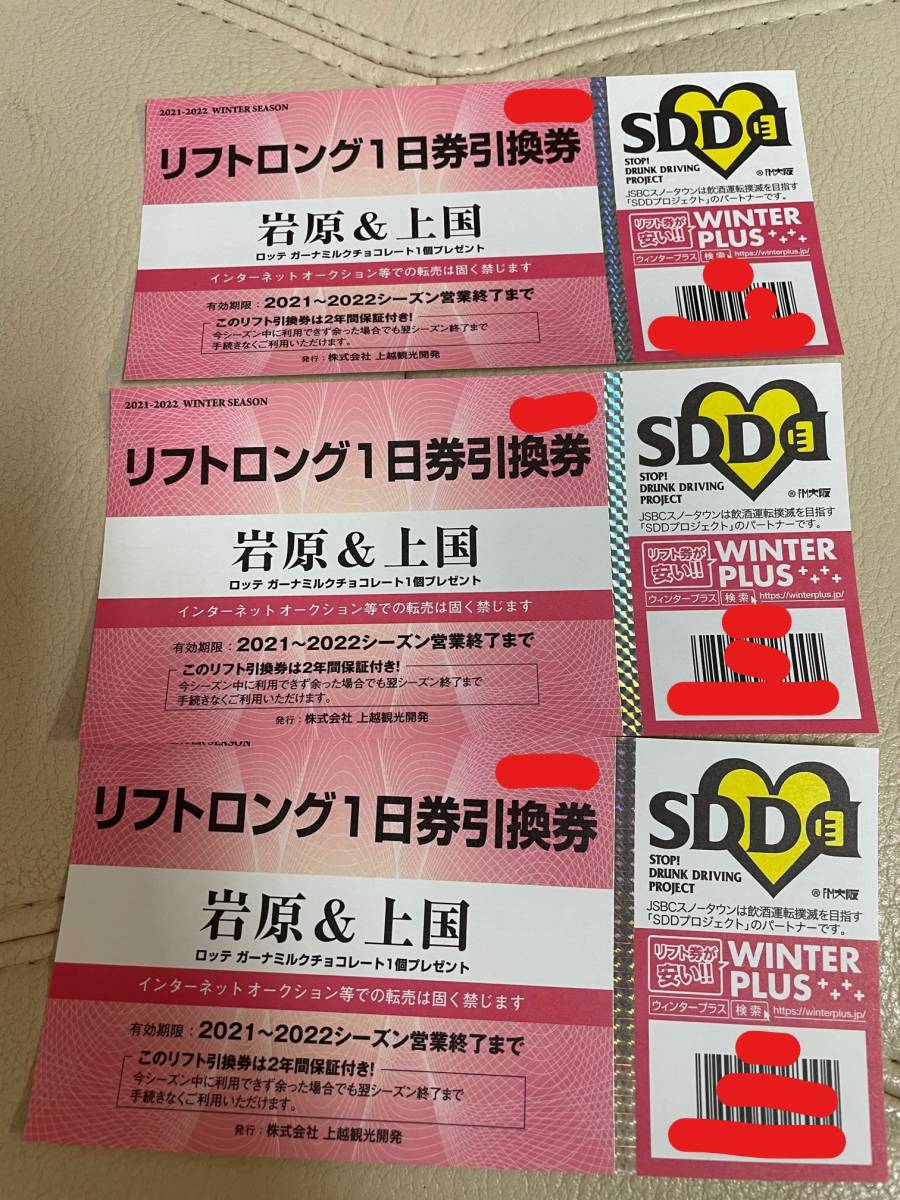 2021-2022 WINTER SEASON
リフトロング1日券引換券
岩原&上国
ロッテ ガーナミルクチョコレート1個プレゼント
インターネット オークション等での転売は固く禁じます
有効期限：2021〜2022シーズン営業終了まで
このリフト引換券は2年間保証付き!
今シーズン中に利用できず余った場合でも翌シーズン終了まで
手続きなくご利用いただけます。
発行：株式会社 上越観光開発
SDDD
STOP!
DRUNK DRIVING
PROJECT
®FM大阪
JSBCスノータウンは飲酒運転撲滅を目指す
「SDDプロジェクト」のパートナーです。
リフト券が
安い!!
WINTER
PLUS
ウィンタープラス 検索 https://winterplus.jp/
2021-2022 WINTER SEASON
リフトロング1日券引換券
岩原&上国
ロッテ ガーナミルクチョコレート1個プレゼント
インターネット オークション等での転売は固く禁じます
有効期限：2021〜2022シーズン営業終了まで
このリフト引換券は2年間保証付き!
今シーズン中に利用できず余った場合でも翌シーズン終了まで
手続きなくご利用いただけます。
発行：株式会社 上越観光開発
SDDD
STOP!
DRUNK DRIVING
PROJECT
®FM大阪
JSBCスノータウンは飲酒運転撲滅を目指す
「SDDプロジェクト」のパートナーです。
リフト券が
安い!!
WINTER
PLUS
ウィンタープラス 検索 https://winterplus.jp/
SEASON
リフトロング1日券引換券
岩原&上国
ロッテ ガーナミルクチョコレート1個プレゼント
インターネット オークション等での転売は固く禁じます
有効期限：2021〜2022シーズン営業終了まで
このリフト引換券は2年間保証付き!
今シーズン中に利用できず余った場合でも翌シーズン終了まで
手続きなくご利用いただけます。
発行：株式会社 上越観光開発
SDDD
STOP!
DRUNK DRIVING
PROJECT
®FM大阪
JSBCスノータウンは飲酒運転撲滅を目指す
「SDDプロジェクト」のパートナーです。
リフト券が
安い!!
WINTER
PLUS
ウィンタープラス 検索 https://winterplus.jp/